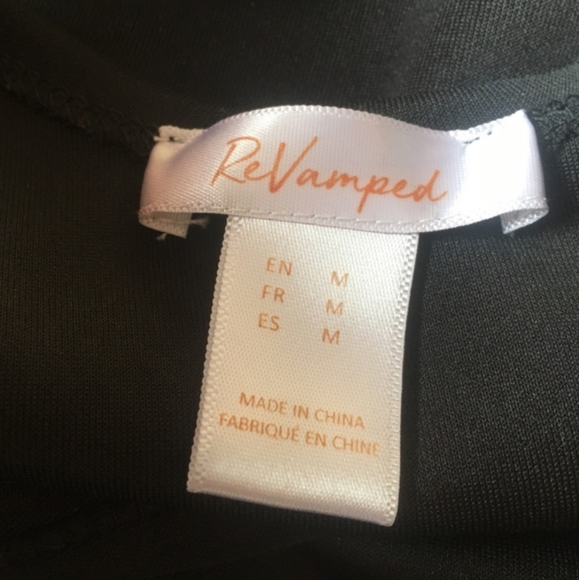 ReVamped
EN M
FR M
ES M
MADE IN CHINA
FABRIQUÉ EN CHINE